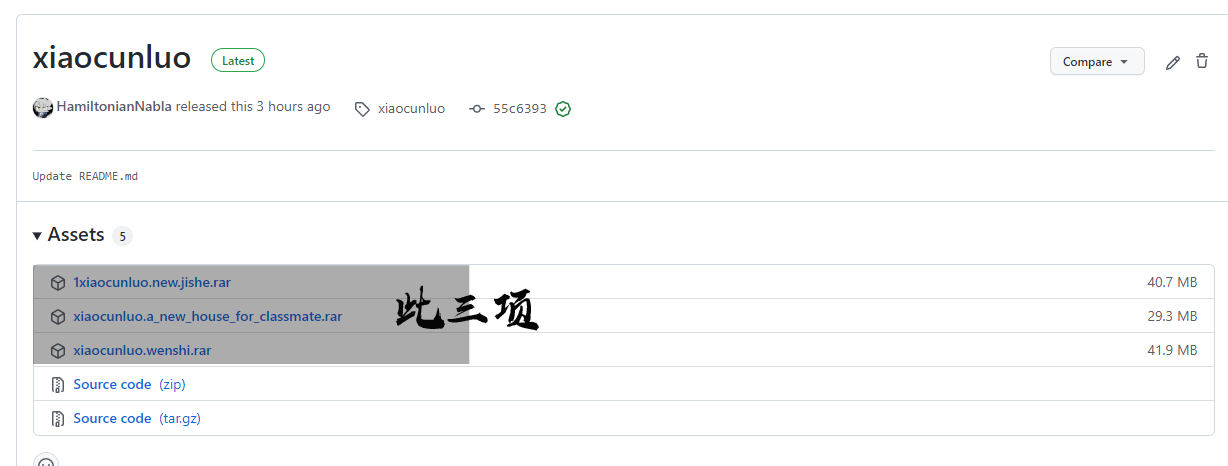 xiaocunluo Latest
Compare
HamiltonianNabla released this 3 hours ago xiaocunluo 55c6393
Update README.md
Assets 5
1xiaocunluo.new.jishe.rar 40.7 MB
xiaocunluo.a_new_house_for_classmate.rar 29.3 MB
此三项
xiaocunluo.wenshi.rar 41.9 MB
Source code (zip)
Source code (tar.gz)